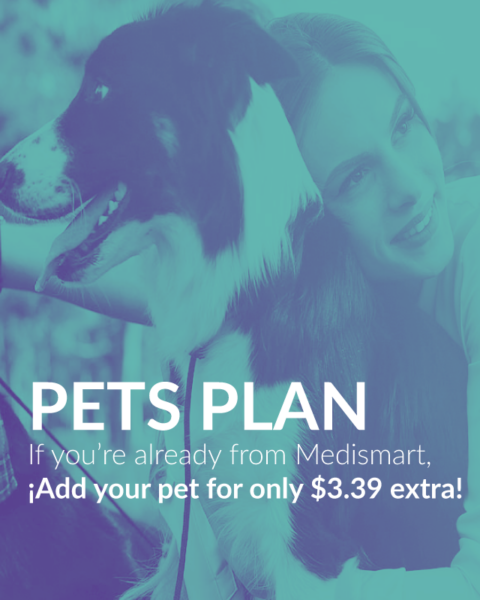 PETS PLAN
If you're already from Medismart,
¡Add your pet for only $3.39 extra!